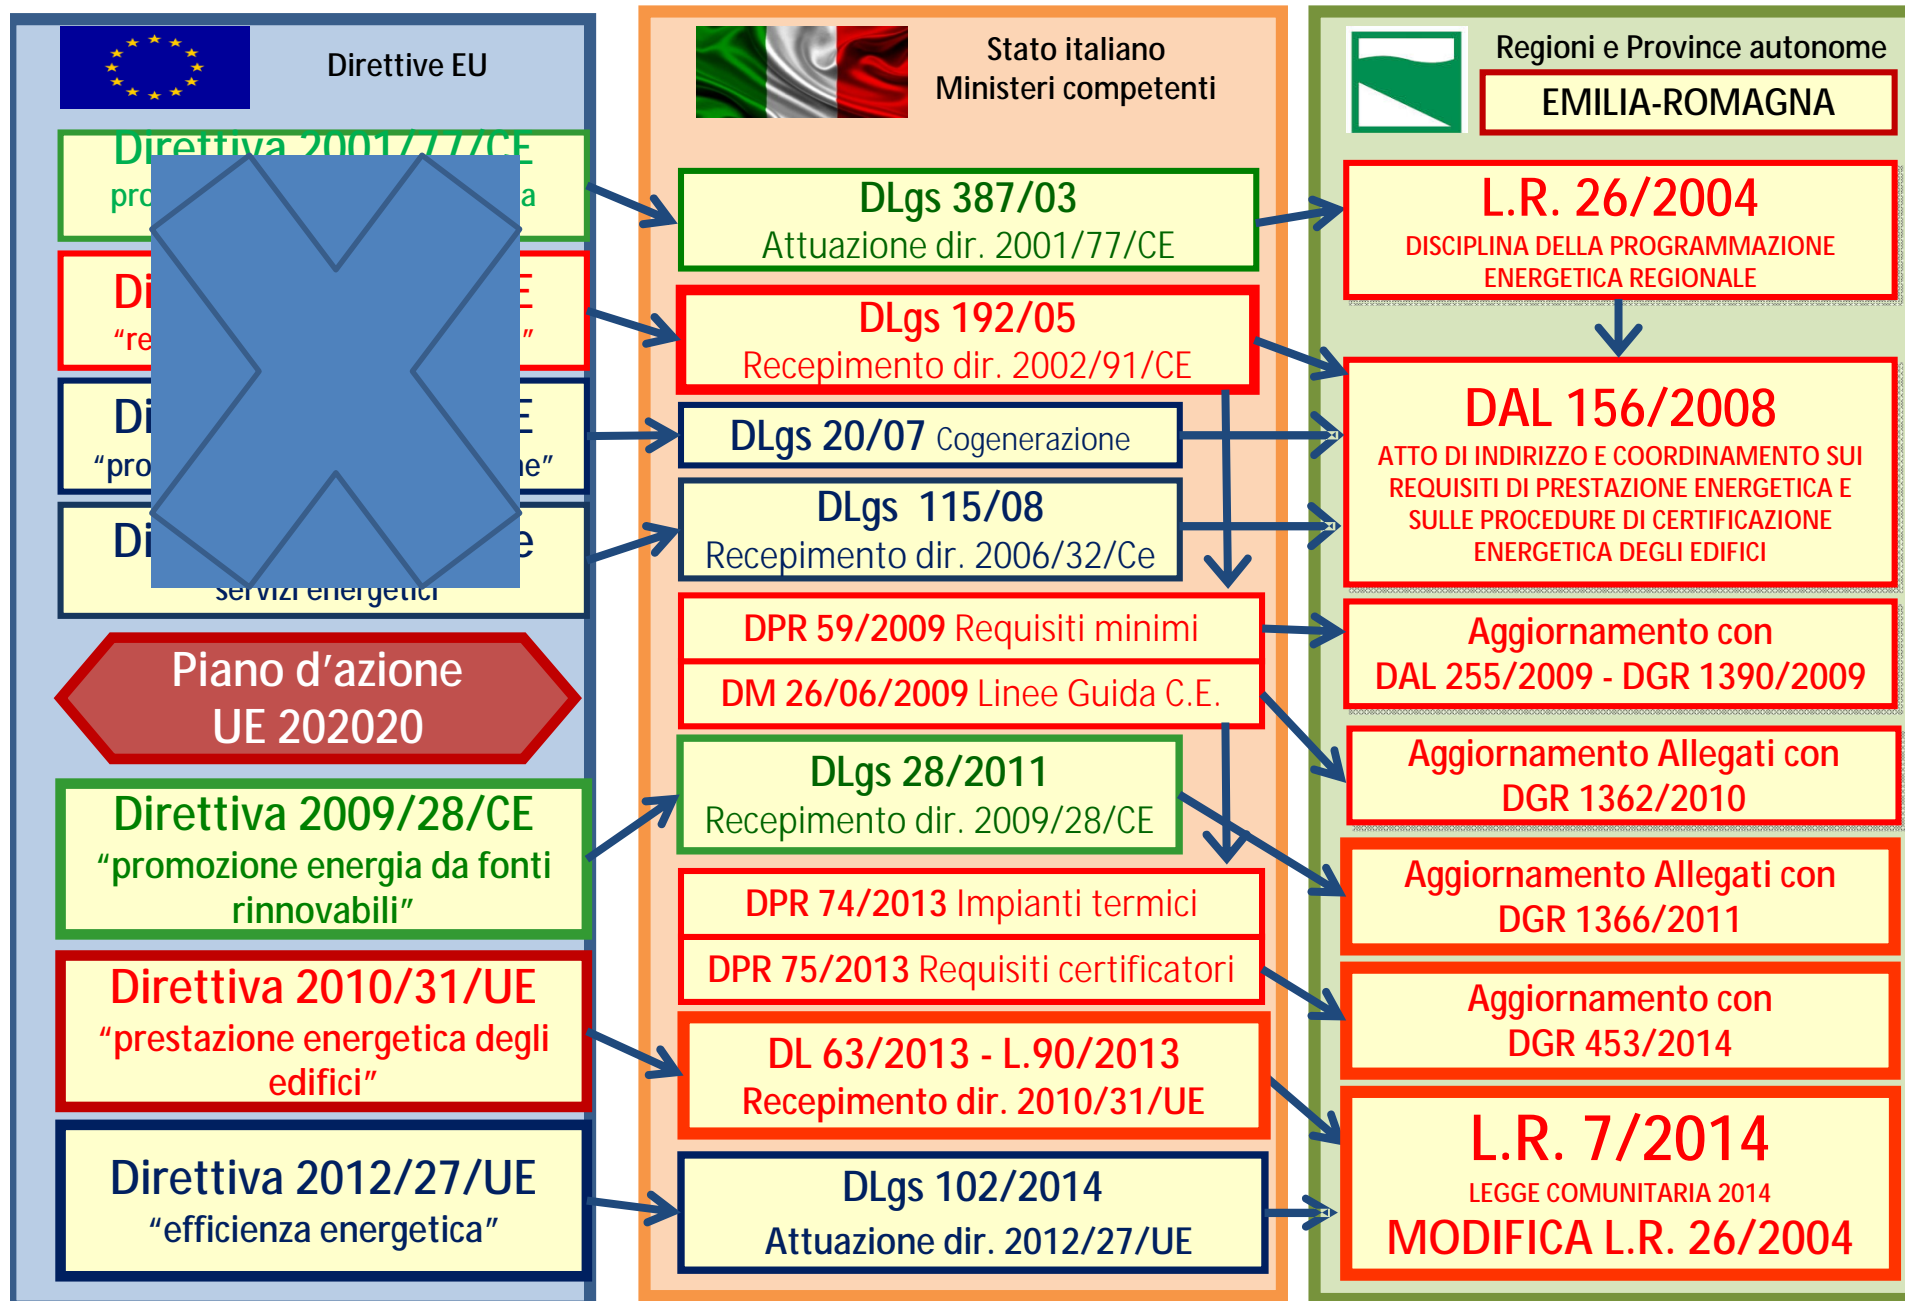 Direttive EU
Direttiva 2001/77/CE
servizi energetici
Piano d’azione
UE 202020
Direttiva 2009/28/CE
“promozione energia da fonti
rinnovabili”
Direttiva 2010/31/UE
“prestazione energetica degli
edifici”
Direttiva 2012/27/UE
“efficienza energetica”
Stato italiano
Ministeri competenti
DLgs 387/03
Attuazione dir. 2001/77/CE
DLgs 192/05
Recepimento dir. 2002/91/CE
DLgs 20/07 Cogenerazione
DLgs 115/08
Recepimento dir. 2006/32/Ce
DPR 59/2009 Requisiti minimi
DM 26/06/2009 Linee Guida C.E.
DLgs 28/2011
Recepimento dir. 2009/28/CE
DPR 74/2013 Impianti termici
DPR 75/2013 Requisiti certificatori
DL 63/2013 - L.90/2013
Recepimento dir. 2010/31/UE
DLgs 102/2014
Attuazione dir. 2012/27/UE
Regioni e Province autonome
EMILIA-ROMAGNA
L.R. 26/2004
DISCIPLINA DELLA PROGRAMMAZIONE
ENERGETICA REGIONALE
DAL 156/2008
ATTO DI INDIRIZZO E COORDINAMENTO SUI
REQUISITI DI PRESTAZIONE ENERGETICA E
SULLE PROCEDURE DI CERTIFICAZIONE
ENERGETICA DEGLI EDIFICI
Aggiornamento con
DAL 255/2009 - DGR 1390/2009
Aggiornamento Allegati con
DGR 1362/2010
Aggiornamento Allegati con
DGR 1366/2011
Aggiornamento con
DGR 453/2014
L.R. 7/2014
LEGGE COMUNITARIA 2014
MODIFICA L.R. 26/2004